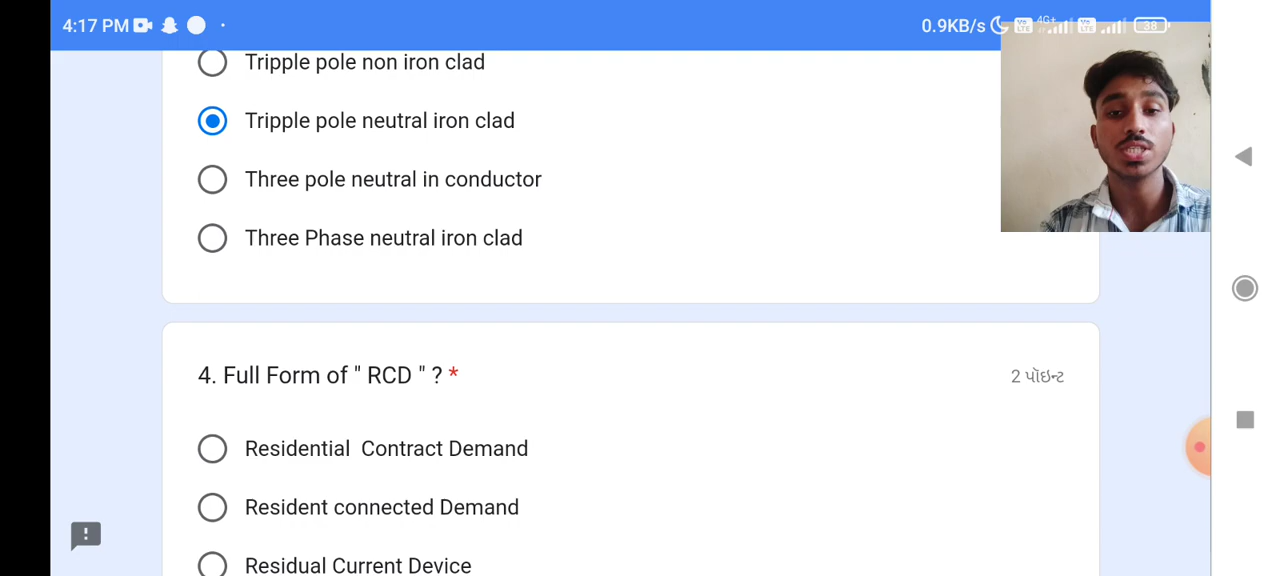 4:17 PM
0.9KB/s 4G+ 38
Tripple pole non iron clad
Tripple pole neutral iron clad
Three pole neutral in conductor
Three Phase neutral iron clad
4. Full Form of " RCD " ? *
2 પૉઇન્ટ
Residential Contract Demand
Resident connected Demand
Residual Current Device